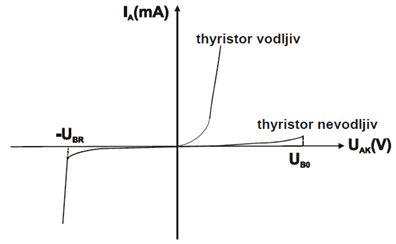 I_A(mA)
thyristor vodljiv
-U_BR
thyristor nevodljiv
U_AK(V)
U_B0